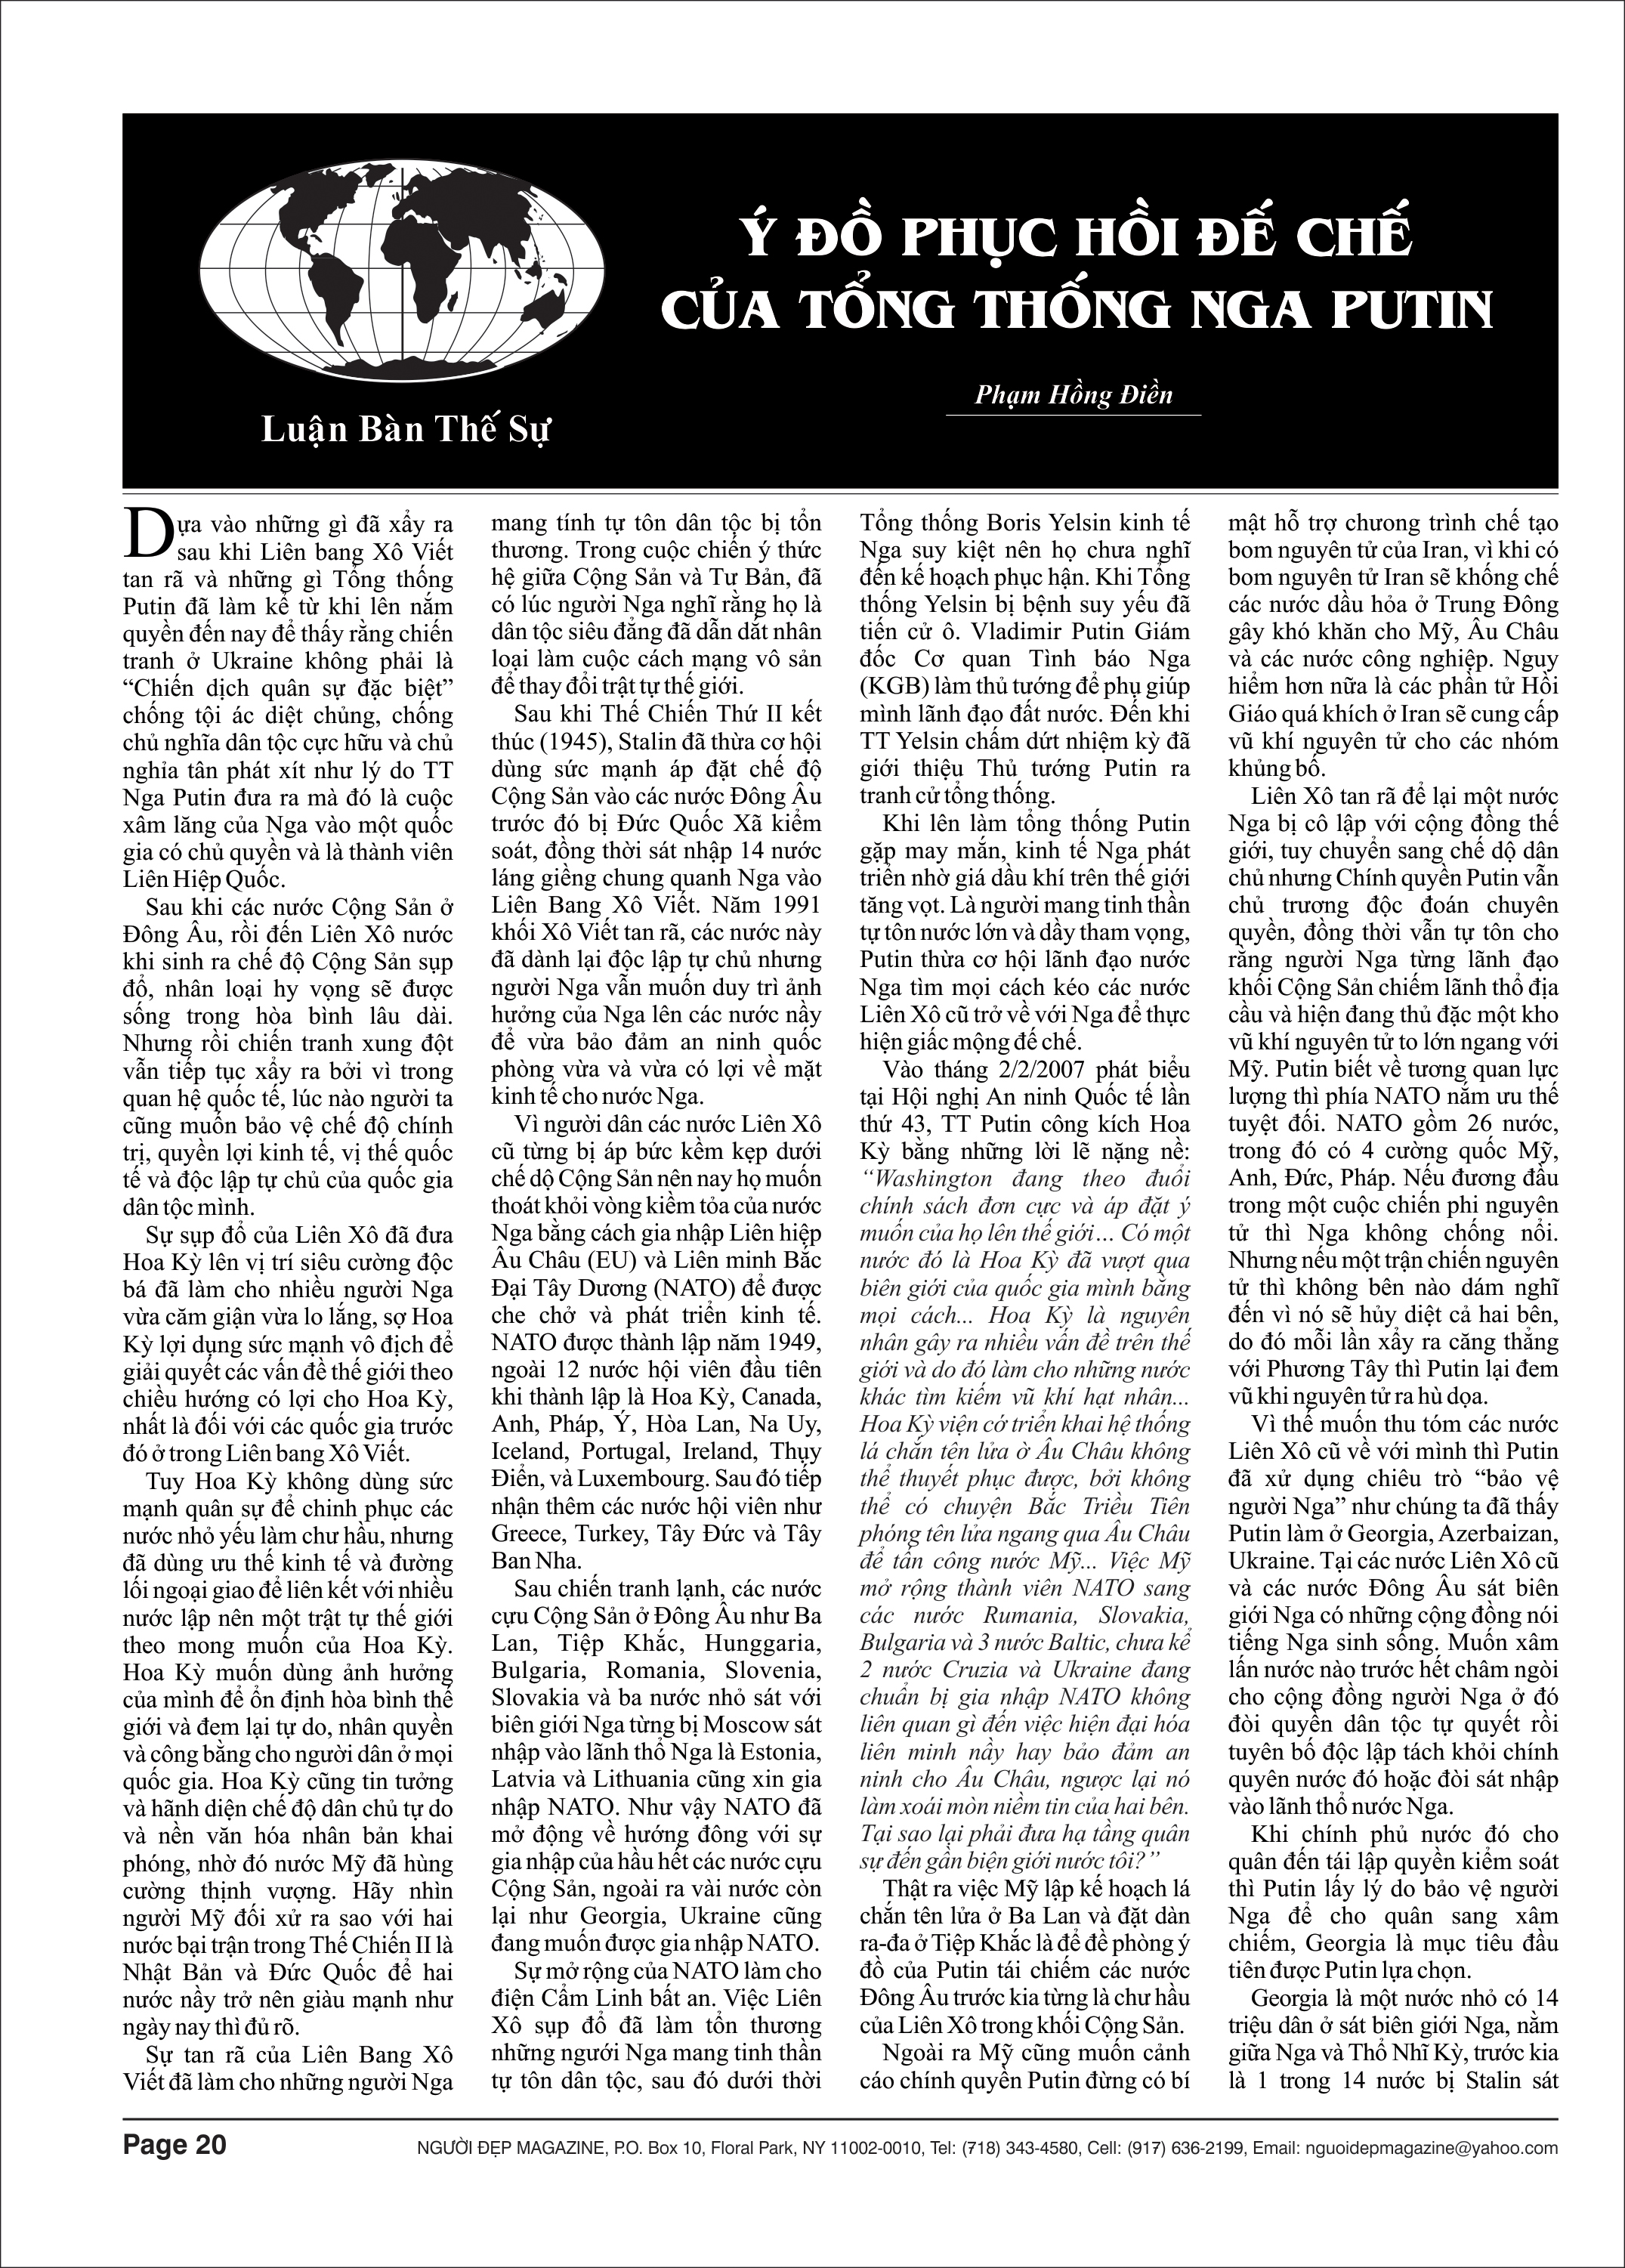 Ý ĐỒ PHỤC HỒI ĐẾ CHẾ
CỦA TỔNG THỐNG NGA PUTIN
Phạm Hồng Điền
Luận Bàn Thế Sự
Dựa vào những gì đã xẩy ra
sau khi Liên bang Xô Viết
tan rã và những gì Tổng thống
Putin đã làm kể từ khi lên nắm
quyền đến nay để thấy rằng chiến
tranh ở Ukraine không phải là
“Chiến dịch quân sự đặc biệt”
chống tội ác diệt chủng, chống
chủ nghĩa dân tộc cực hữu và chủ
nghia tân phát xít như lý do TT
Nga Putin đưa ra mà đó là cuộc
xâm lăng của Nga vào một quốc
gia có chủ quyền và là thành viên
Liên Hiệp Quốc.
Sau khi các nước Cộng Sản ở
Đông Âu, rồi đến Liên Xô nước
khi sinh ra chế độ Cộng Sản sụp
đổ, nhân loại hy vọng sẽ được
sống trong hòa bình lâu dài.
Nhưng rồi chiến tranh xung đột
vẫn tiếp tục xẩy ra bởi vì trong
quan hệ quốc tế, lúc nào người ta
cũng muốn bảo vệ chế độ chính
trị, quyền lợi kinh tế, vị thế quốc
tế và độc lập tự chủ của quốc gia
dân tộc mình.
Sự sụp đổ của Liên Xô đã đưa
Hoa Kỳ lên vị trí siêu cường độc
bá đã làm cho nhiều người Nga
vừa căm giận vừa lo lắng, sợ Hoa
Kỳ lợi dụng sức mạnh vô địch để
giải quyết các vấn đề thế giới theo
chiều hướng có lợi cho Hoa Kỳ,
nhất là đối với các quốc gia trước
đó ở trong Liên bang Xô Viết.
Tuy Hoa Kỳ không dùng sức
mạnh quân sự để chinh phục các
nước nhỏ yếu làm chư hầu, nhưng
đã dùng ưu thế kinh tế và đường
lối ngoại giao để liên kết với nhiều
nước lập nên một trật tự thế giới
theo mong muốn của Hoa Kỳ.
Hoa Kỳ muốn dùng ảnh hưởng
của mình để ổn định hòa bình thế
giới và đem lại tự do, nhân quyền
và công bằng cho người dân ở mọi
quốc gia. Hoa Kỳ cũng tin tưởng
và hãnh diện chế độ dân chủ tự do
và nền văn hóa nhân bản khai
phóng, nhờ đó nước Mỹ đã hùng
cường thịnh vượng. Hãy nhìn
người Mỹ đối xử ra sao với hai
nước bại trận trong Thế Chiến II là
Nhật Bản và Đức Quốc để hai
nước nầy trở nên giàu mạnh như
ngày nay thì đủ rõ.
Sự tan rã của Liên Bang Xô
Viết đã làm cho những người Nga
mang tính tự tôn dân tộc bị tổn
thương. Trong cuộc chiến ý thức
hệ giữa Cộng Sản và Tư Bản, đã
có lúc người Nga nghĩ rằng họ là
dân tộc siêu đẳng đã dẫn dắt nhân
loại làm cuộc cách mạng vô sản
để thay đổi trật tự thế giới.
Sau khi Thế Chiến Thứ II kết
thúc (1945), Stalin đã thừa cơ hội
dùng sức mạnh áp đặt chế độ
Cộng Sản vào các nước Đông Âu
trước đó bị Đức Quốc Xã kiểm
soát, đồng thời sát nhập 14 nước
láng giềng chung quanh Nga vào
Liên Bang Xô Viết. Năm 1991
khối Xô Viết tan rã, các nước này
đã dành lại độc lập tự chủ nhưng
người Nga vẫn muốn duy trì ảnh
hưởng của Nga lên các nước nầy
để vừa bảo đảm an ninh quốc
phòng vừa và vừa có lợi về mặt
kinh tế cho nước Nga.
Vì người dân các nước Liên Xô
cũ từng bị áp bức kềm kẹp dưới
chế dộ Cộng Sản nên nay họ muốn
thoát khỏi vòng kiềm tỏa của nước
Nga bằng cách gia nhập Liên hiệp
Âu Châu (EU) và Liên minh Bắc
Đại Tây Dương (NATO) để được
che chở và phát triển kinh tế.
NATO được thành lập năm 1949,
ngoài 12 nước hội viên đầu tiên
khi thành lập là Hoa Kỳ, Canada,
Anh, Pháp, Ý, Hòa Lan, Na Uy,
Iceland, Portugal, Ireland, Thụy
Điển, và Luxembourg. Sau đó tiếp
nhận thêm các nước hội viên như
Greece, Turkey, Tây Đức và Tây
Ban Nha.
Sau chiến tranh lạnh, các nước
cựu Cộng Sản ở Đông Âu như Ba
Lan, Tiệp Khắc, Hunggaria,
Bulgaria, Romania, Slovenia,
Slovakia và ba nước nhỏ sát với
biên giới Nga từng bị Moscow sát
nhập vào lãnh thổ Nga là Estonia,
Latvia và Lithuania cũng xin gia
nhập NATO. Như vậy NATO đã
mở động về hướng đông với sự
gia nhập của hầu hết các nước cựu
Cộng Sản, ngoài ra vài nước còn
lại như Georgia, Ukraine cũng
đang muốn được gia nhập NATO.
Sự mở rộng của NATO làm cho
điện Cẩm Linh bất an. Việc Liên
Xô sụp đổ đã làm tổn thương
những ngưới Nga mang tinh thần
tự tôn dân tộc, sau đó dưới thời
Tổng thống Boris Yelsin kinh tế
Nga suy kiệt nên họ chưa nghĩ
đến kế hoạch phục hận. Khi Tổng
thống Yelsin bị bệnh suy yếu đã
tiến cử ô. Vladimir Putin Giám
đốc Cơ quan Tình báo Nga
(KGB) làm thủ tướng để phụ giúp
mình lãnh đạo đất nước. Đến khi
TT Yelsin chấm dứt nhiệm kỳ đã
giới thiệu Thủ tướng Putin ra
tranh cử tổng thống.
Khi lên làm tổng thống Putin
gặp may mắn, kinh tế Nga phát
triển nhờ giá dầu khí trên thế giới
tăng vọt. Là người mang tinh thần
tự tôn nước lớn và đầy tham vọng,
Putin thừa cơ hội lãnh đạo nước
Nga tìm mọi cách kéo các nước
Liên Xô cũ trở về với Nga để thực
hiện giấc mộng đế chế.
Vào tháng 2/2/2007 phát biểu
tại Hội nghị An ninh Quốc tế lần
thứ 43, TT Putin công kích Hoa
Kỳ bằng những lời lẽ nặng nề:
“Washington đang theo đuổi
chính sách đơn cực và áp đặt ý
muốn của họ lên thế giới... Có một
nước đó là Hoa Kỳ đã vượt qua
biên giới của quốc gia mình bằng
mọi cách... Hoa Kỳ là nguyên
nhân gây ra nhiều vấn đề trên thế
giới và do đó làm cho những nước
khác tìm kiếm vũ khí hạt nhân...
Hoa Kỳ viện cớ triển khai hệ thống
lá chắn tên lửa ờ Âu Châu không
thể thuyết phục được, bởi không
thể có chuyện Bắc Triều Tiên
phóng tên lửa ngang qua Âu Châu
để tấn công nước Mỹ... Việc Mỹ
mở rộng thành viên NATO sang
các nước Rumania, Slovakia,
Bulgaria và 3 nước Baltic, chưa kể
2 nước Cruzia và Ukraine đang
chuẩn bị gia nhập NATO không
liên quan gì đến việc hiện đại hóa
liên minh nầy hay bảo đảm an
ninh cho Âu Châu, ngược lại nó
làm xoái mòn niềm tin của hai bên.
Tại sao lại phải đưa hạ tầng quân
sự đến gần biện giới nước tôi?”
Thật ra việc Mỹ lập kế hoạch lá
chắn tên lửa ở Ba Lan và đặt dàn
ra-đa ở Tiệp Khắc là để đề phòng ý
đồ của Putin tái chiếm các nước
Đông Âu trước kia từng là chư hầu
của Liên Xô trong khối Cộng Sản.
Ngoài ra Mỹ cũng muốn cảnh
cáo chính quyền Putin đừng có bí
mật hỗ trợ chương trình chế tạo
bom nguyên tử của Iran, vì khi có
bom nguyên tử Iran sẽ khống chế
các nước dầu hỏa ở Trung Đông
gây khó khăn cho Mỹ, Âu Châu
và các nước công nghiệp. Nguy
hiểm hơn nữa là các phần tử Hồi
Giáo quá khích ở Iran sẽ cung cấp
vũ khí nguyên tử cho các nhóm
khủng bố.
Liên Xô tan rã để lại một nước
Nga bị cô lập với cộng đồng thế
giới, tuy chuyển sang chế dộ dân
chủ nhưng Chính quyền Putin vẫn
chủ trương độc đoán chuyên
quyền, đồng thời vẫn tự tôn cho
rằng người Nga từng lãnh đạo
khối Cộng Sản chiếm lãnh thổ địa
cầu và hiện đang thủ đặc một kho
vũ khí nguyên tử to lớn ngang với
Mỹ. Putin biết về tương quan lực
lượng thì phía NATO nắm ưu thế
tuyệt đối. NATO gồm 26 nước,
trong đó có 4 cường quốc Mỹ,
Anh, Đức, Pháp. Nếu đương đầu
trong một cuộc chiến phi nguyên
tử thì Nga không chống nổi.
Nhưng nếu một trận chiến nguyên
tử thì không bên nào dám nghĩ
đến vì nó sẽ hủy diệt cả hai bên,
do đó mỗi lần xẩy ra căng thẳng
với Phương Tây thì Putin lại đem
vũ khi nguyên tử ra hù dọa.
Vì thế muốn thu tóm các nước
Liên Xô cũ về với mình thì Putin
đã xử dụng chiêu trò “bảo vệ
người Nga” như chúng ta đã thấy
Putin làm ở Georgia, Azerbaizan,
Ukraine. Tại các nước Liên Xô cũ
và các nước Đông Âu sát biên
giới Nga có những cộng đồng nói
tiếng Nga sinh sống. Muốn xâm
lấn nước nào trước hết châm ngòi
cho cộng đồng người Nga ở đó
đòi quyền dân tộc tự quyết rồi
tuyên bố độc lập tách khỏi chính
quyên nước đó hoặc đòi sát nhập
vào lãnh thổ nước Nga.
Khi chính phủ nước đó cho
quân đến tái lập quyền kiểm soát
thì Putin lấy lý do bảo vệ người
Nga để cho quân sang xâm
chiếm, Georgia là mục tiêu đầu
tiên được Putin lựa chọn.
Georgia là một nước nhỏ có 14
triệu dân ở sát biên giới Nga, nằm
giữa Nga và Thổ Nhĩ Kỳ, trước kia
là 1 trong 14 nước bị Stalin sát
Page 20
NGƯỜI ĐẸP MAGAZINE, P.O. Box 10, Floral Park, NY 11002-0010, Tel: (718) 343-4580, Cell: (917) 636-2199, Email: nguoidepmagazine@yahoo.com